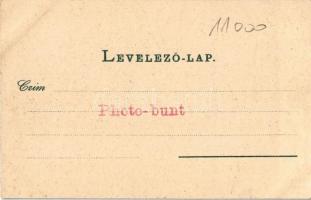 11000
LEVELEZŐ-LAP.
Czim
Photo-bunt